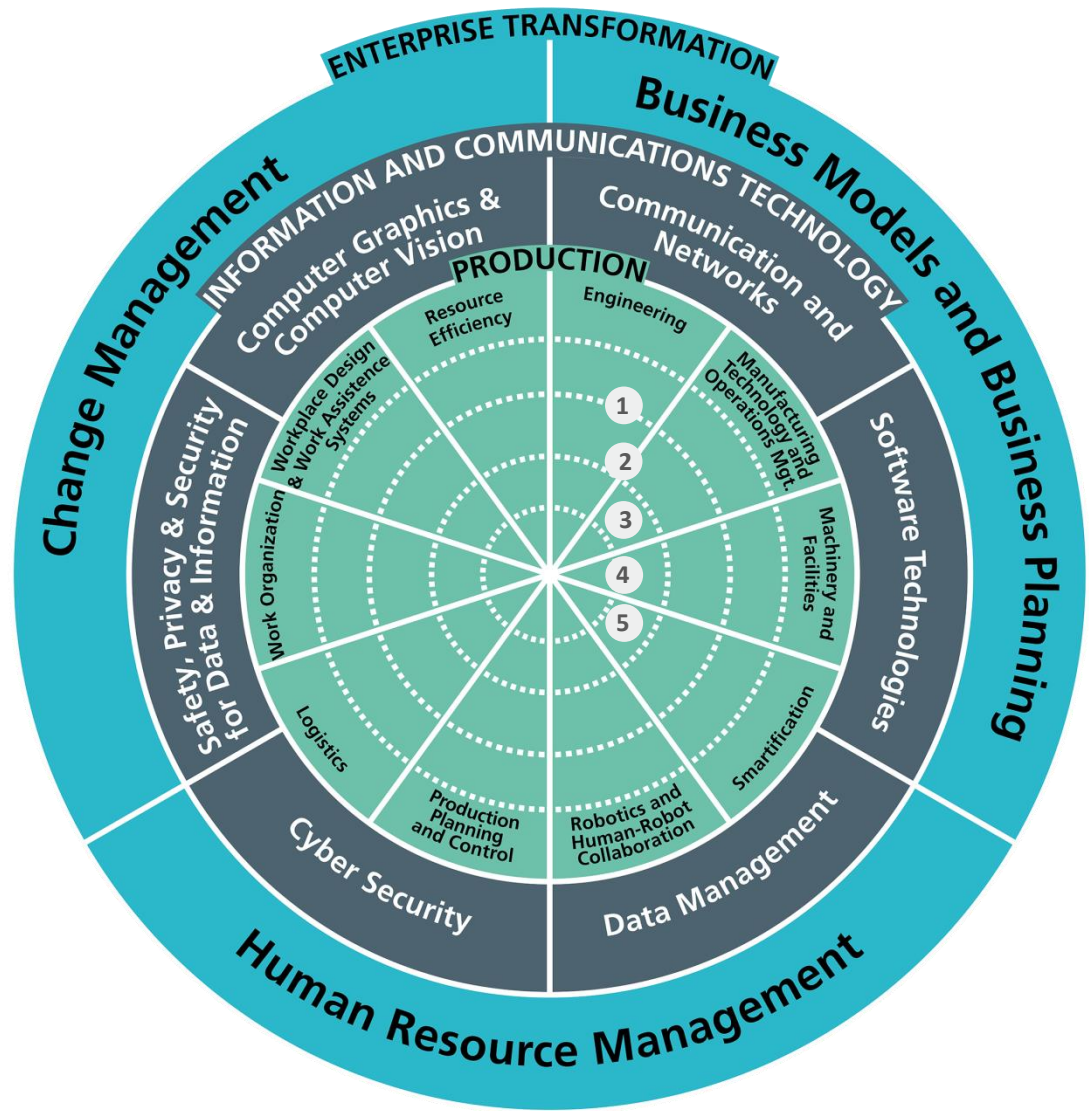 ENTERPRISE TRANSFORMATION
Business Models and Business Planning
Human Resource Management
Change Management
INFORMATION AND COMMUNICATIONS TECHNOLOGY
Communication and
Networks
Software Technologies
Data Management
Cyber Security
Safety, Privacy & Security
for Data & Information
Computer Graphics &
Computer Vision
PRODUCTION
Engineering
Manufacturing
Technology and
Operations Mgt.
Machinery and
Facilities
Smartification
Robotics and
Human-Robot
Collaboration
Production
Planning
and Control
Logistics
Work Organization
Workplace Design
& Work Assistence
Systems
Resource
Efficiency
1
2
3
4
5